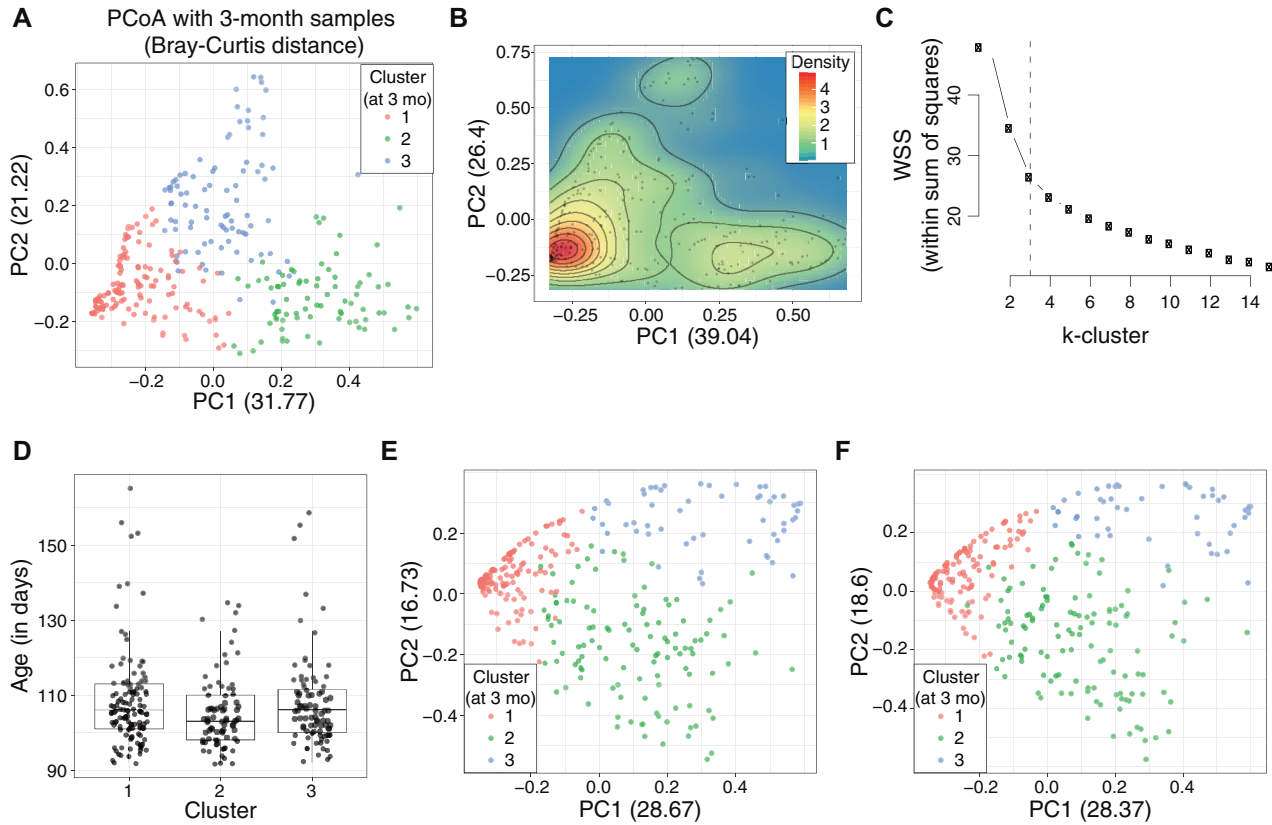 A
PCoA with 3-month samples
(Bray-Curtis distance)
Cluster
(at 3 mo)
1
2
3
0.6
0.4
0.2
0.0
−0.2
PC2 (21.22)
−0.2
0.0
0.2
0.4
PC1 (31.77)
B
Density
4
3
2
1
0.75
0.50
0.25
0.00
−0.25
PC2 (26.4)
−0.25
0.00
0.25
0.50
PC1 (39.04)
C
WSS
(within sum of squares)
40
30
20
2
4
6
8
10
12
14
k-cluster
D
Age (in days)
150
130
110
90
1
2
3
Cluster
E
PC2 (16.73)
0.2
0.0
−0.2
−0.4
Cluster
(at 3 mo)
1
2
3
−0.2
0.0
0.2
0.4
PC1 (28.67)
F
PC2 (18.6)
0.2
0.0
−0.2
−0.4
Cluster
(at 3 mo)
1
2
3
−0.2
0.0
0.2
0.4
PC1 (28.37)